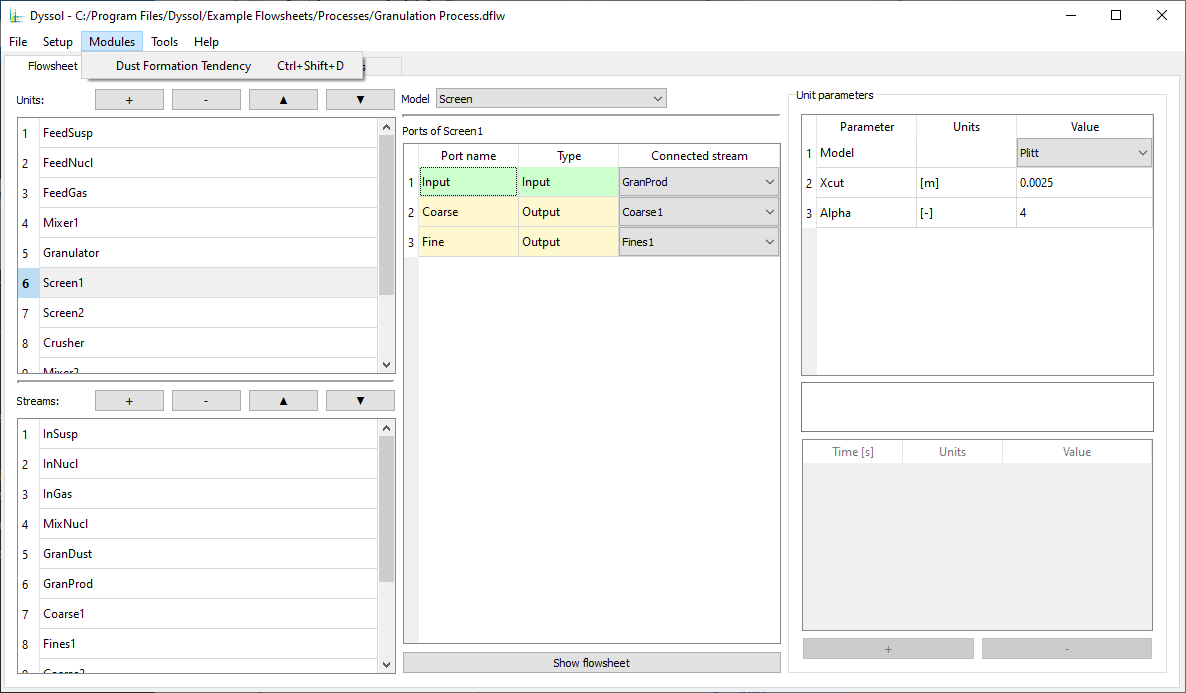 Dyssol - C:/Program Files/Dyssol/Example Flowsheets/Processes/Granulation Process.dflw
File Setup Modules Tools Help
Dust Formation Tendency Ctrl+Shift+D
Flowsheet
Units: + - ▲ ▼
1 FeedSusp
2 FeedNucl
3 FeedGas
4 Mixer1
5 Granulator
6 Screen1
7 Screen2
8 Crusher
9 Mixer2
Streams: + - ▲ ▼
1 InSusp
2 InNucl
3 InGas
4 MixNucl
5 GranDust
6 GranProd
7 Coarse1
8 Fines1
9 Coarse2
Model Screen
Ports of Screen1
Port name Type Connected stream
1 Input Input GranProd
2 Coarse Output Coarse1
3 Fine Output Fines1
Show flowsheet
Unit parameters
Parameter Units Value
1 Model Plitt
2 Xcut [m] 0.0025
3 Alpha [-] 4
Time [s] Units Value
+ -